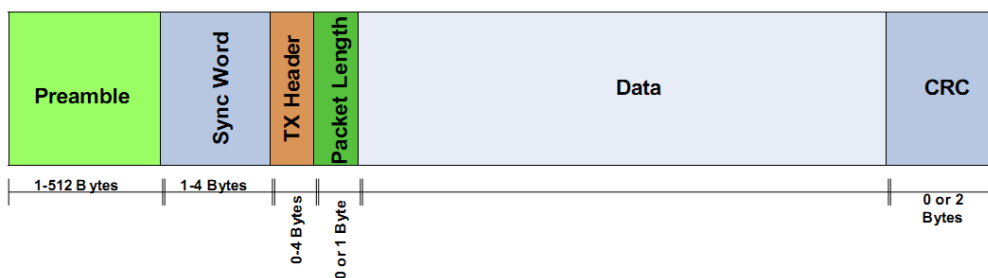 Preamble
Sync Word
TX Header
Packet Length
Data
CRC
1-512 Bytes
1-4 Bytes
0-4 Bytes
0 or 1 Byte
0 or 2
Bytes